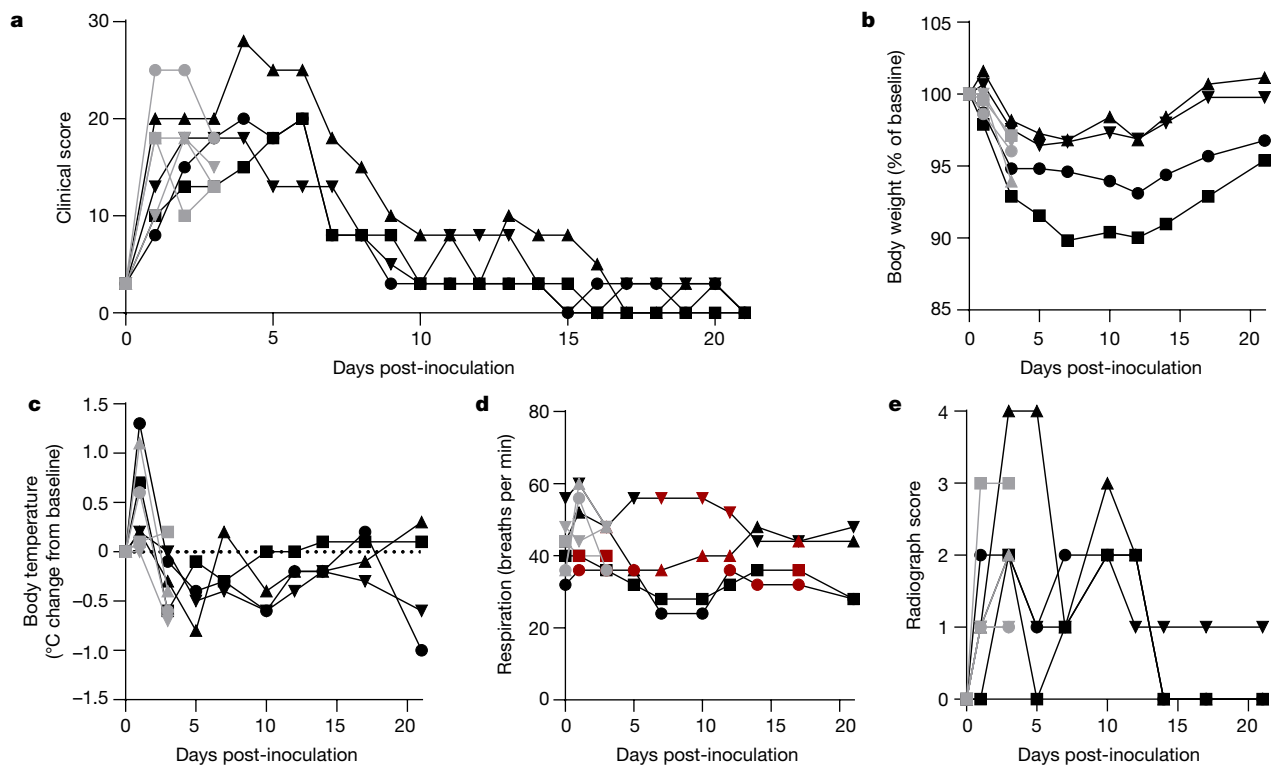 a
30
20
10
0
Clinical score
0 5 10 15 20
Days post-inoculation
b
105
100
95
90
85
Body weight (% of baseline)
0 5 10 15 20
Days post-inoculation
c
1.5
1.0
0.5
0
–0.5
–1.0
–1.5
Body temperature
(°C change from baseline)
0 5 10 15 20
Days post-inoculation
d
80
60
40
20
0
Respiration (breaths per min)
0 5 10 15 20
Days post-inoculation
e
4
3
2
1
0
Radiograph score
0 5 10 15 20
Days post-inoculation